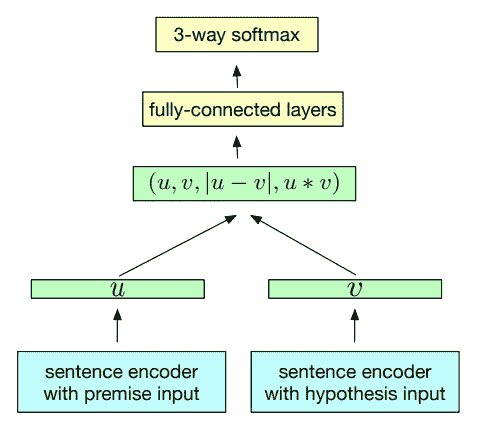 3-way softmax
fully-connected layers
(u, v, |u − v|, u ∗ v)
u
v
sentence encoder
with premise input
sentence encoder
with hypothesis input